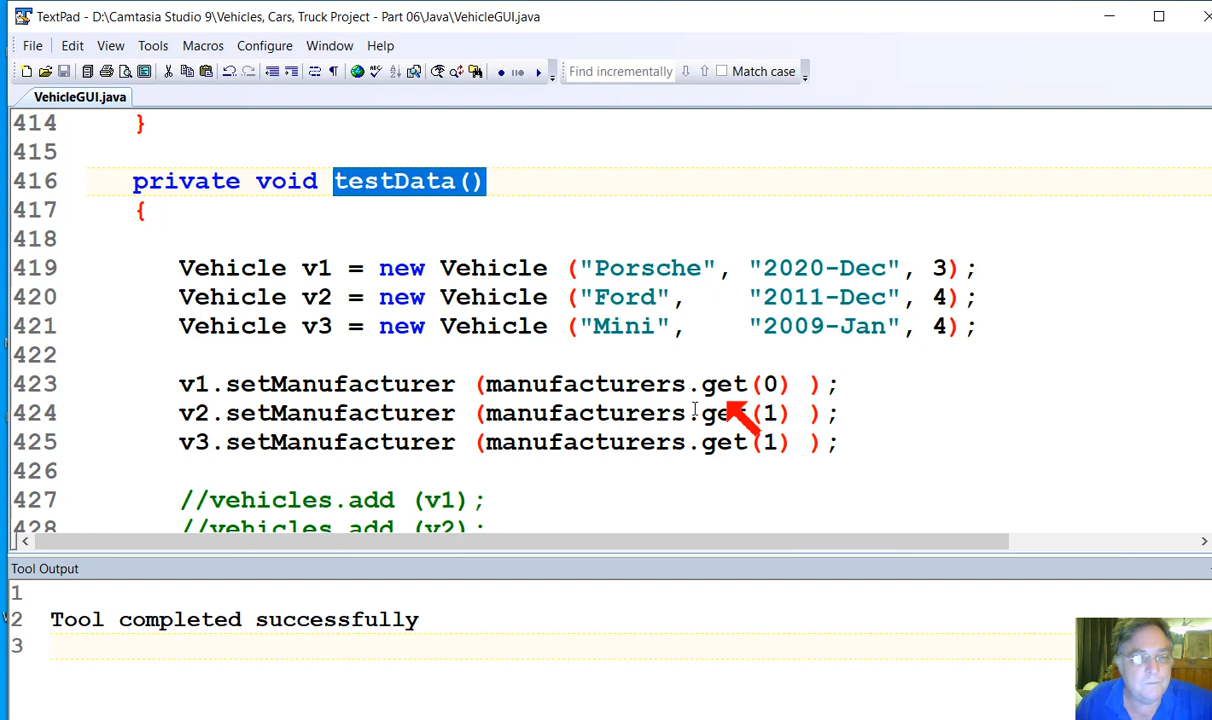 TextPad - D:\Camtasia Studio 9\Vehicles, Cars, Truck Project - Part 06\Java\VehicleGUI.java
File Edit View Tools Macros Configure Window Help
Find incrementally Match case
VehicleGUI.java
414 }
415
416 private void testData()
417 {
418
419 Vehicle v1 = new Vehicle ("Porsche", "2020-Dec", 3);
420 Vehicle v2 = new Vehicle ("Ford", "2011-Dec", 4);
421 Vehicle v3 = new Vehicle ("Mini", "2009-Jan", 4);
422
423 v1.setManufacturer (manufacturers.get(0) );
424 v2.setManufacturer (manufacturers.get(1) );
425 v3.setManufacturer (manufacturers.get(1) );
426
427 //vehicles.add (v1);
428 //vehicles.add (v2);
Tool Output
1
2 Tool completed successfully
3